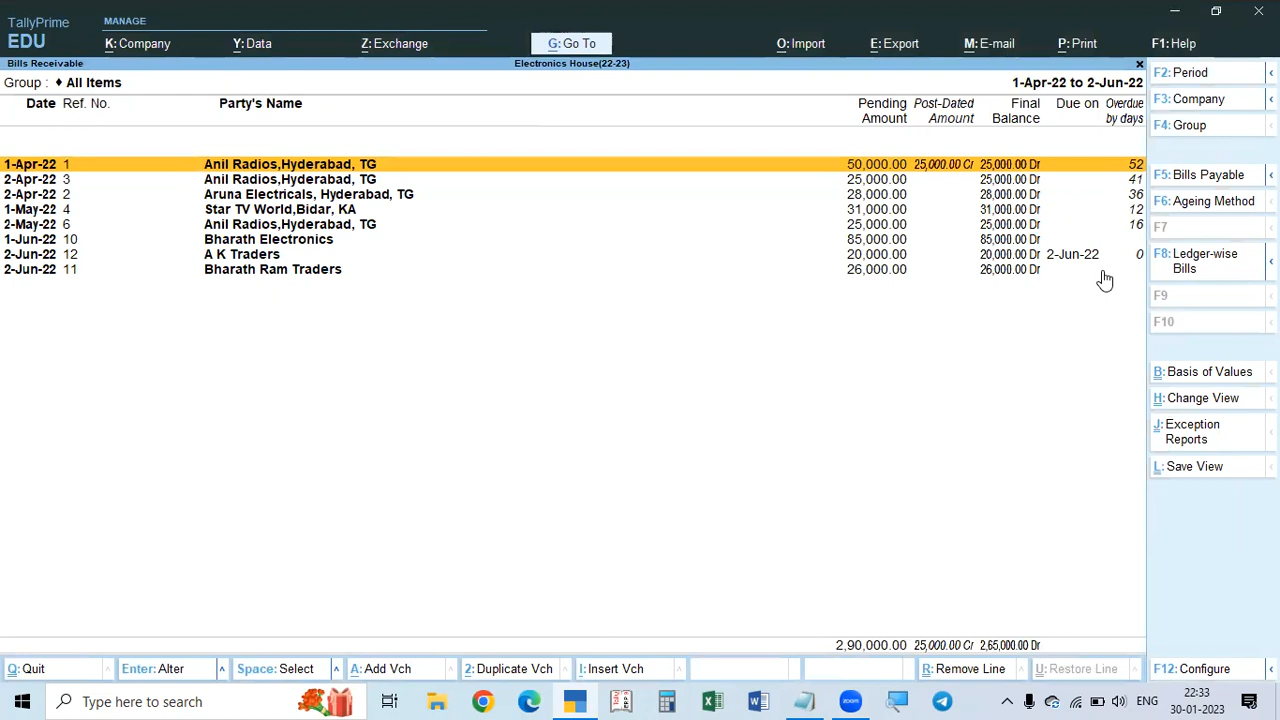 TallyPrime
EDU
MANAGE
K: Company Y: Data Z: Exchange G: Go To O: Import E: Export M: E-mail P: Print F1: Help
Bills Receivable Electronics House(22-23) ×
Group : ♦ All Items 1-Apr-22 to 2-Jun-22
Date Ref. No. Party's Name Pending Amount Post-Dated Amount Final Balance Due on Overdue by days
1-Apr-22 1 Anil Radios,Hyderabad, TG 50,000.00 25,000.00 Cr 25,000.00 Dr 52
2-Apr-22 3 Anil Radios,Hyderabad, TG 25,000.00 25,000.00 Dr 41
2-Apr-22 2 Aruna Electricals, Hyderabad, TG 28,000.00 28,000.00 Dr 36
1-May-22 4 Star TV World,Bidar, KA 31,000.00 31,000.00 Dr 12
2-May-22 6 Anil Radios,Hyderabad, TG 25,000.00 25,000.00 Dr 16
1-Jun-22 10 Bharath Electronics 85,000.00 85,000.00 Dr
2-Jun-22 12 A K Traders 20,000.00 20,000.00 Dr 2-Jun-22 0
2-Jun-22 11 Bharath Ram Traders 26,000.00 26,000.00 Dr
2,90,000.00 25,000.00 Cr 2,65,000.00 Dr
F2: Period
F3: Company
F4: Group
F5: Bills Payable
F6: Ageing Method
F7
F8: Ledger-wise
Bills
F9
F10
B: Basis of Values
H: Change View
J: Exception
Reports
L: Save View
Q: Quit Enter: Alter Space: Select A: Add Vch 2: Duplicate Vch I: Insert Vch R: Remove Line U: Restore Line F12: Configure
Type here to search zoom ENG 22:33
30-01-2023